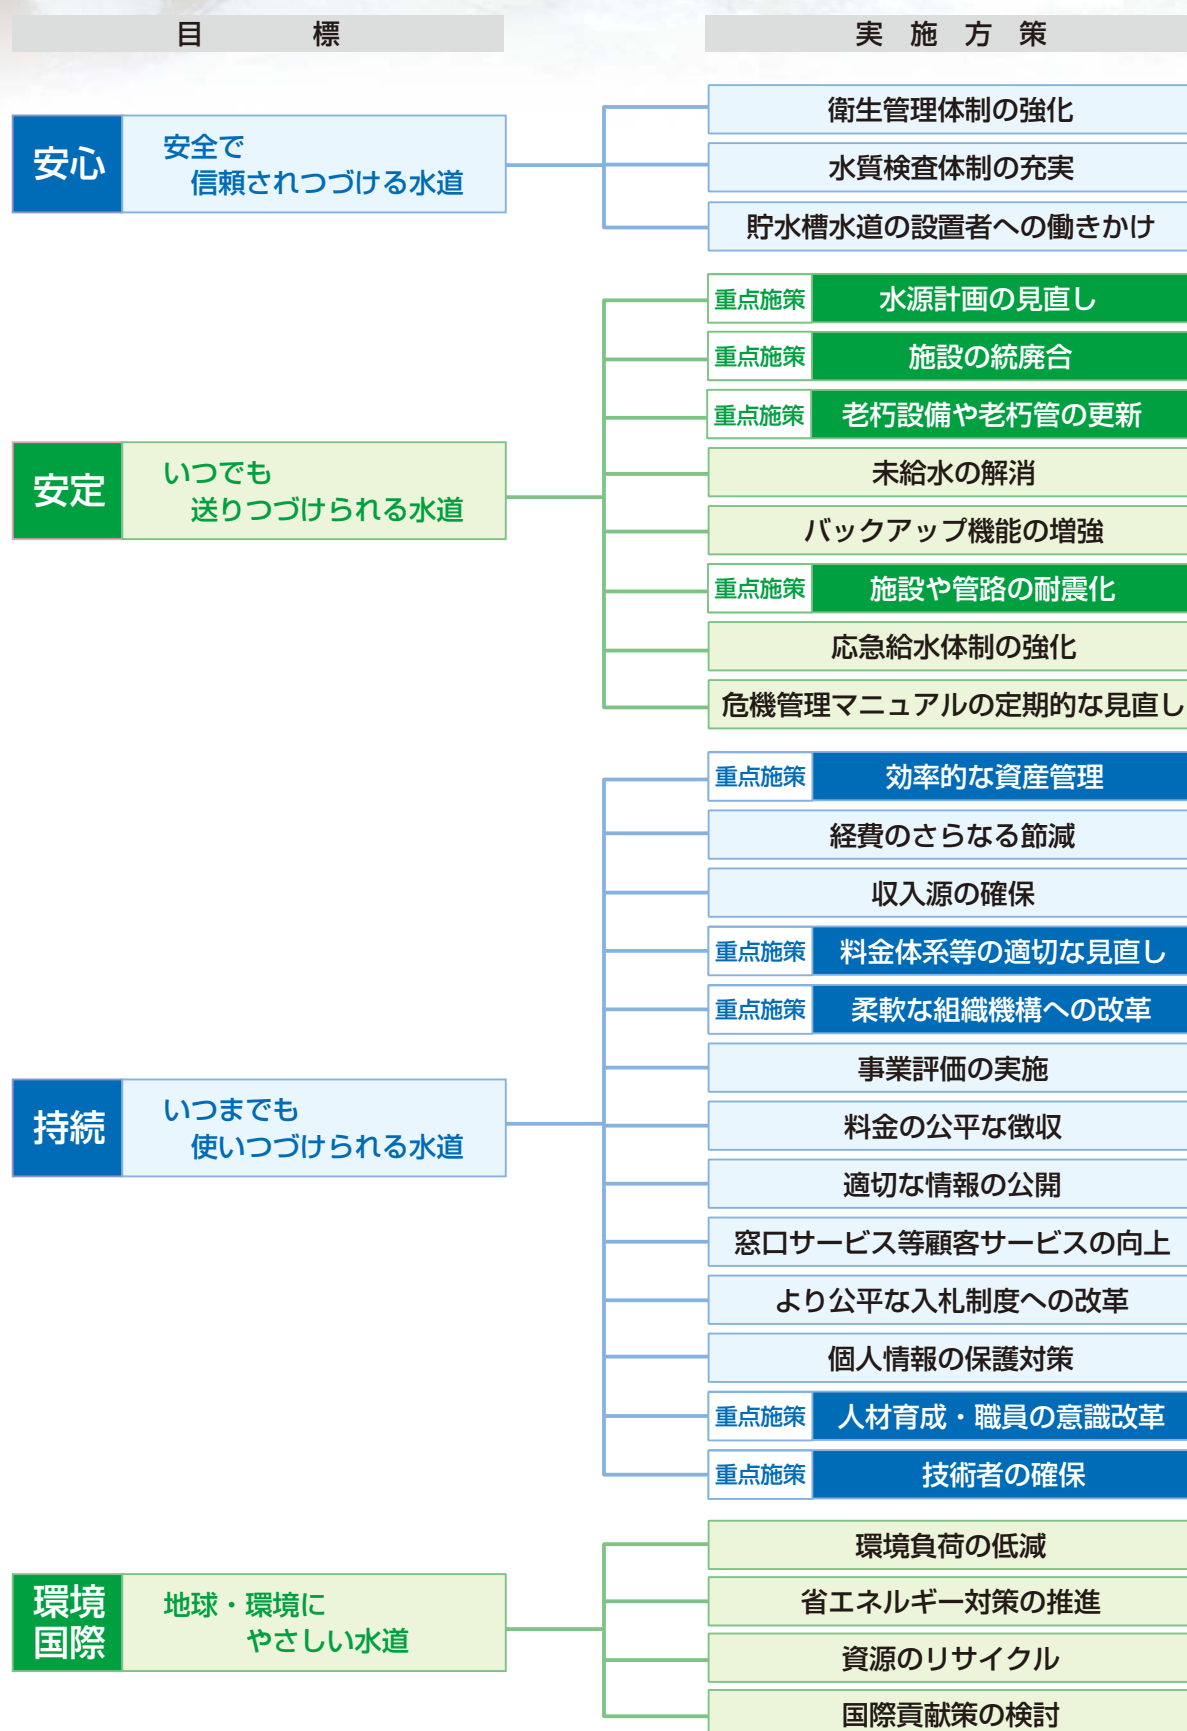 目標
実施方策
安心
安全で
信頼されつづける水道
衛生管理体制の強化
水質検査体制の充実
貯水槽水道の設置者への働きかけ
安定
いつでも
送りつづけられる水道
重点施策 水源計画の見直し
重点施策 施設の統廃合
重点施策 老朽設備や老朽管の更新
未給水の解消
バックアップ機能の増強
重点施策 施設や管路の耐震化
応急給水体制の強化
危機管理マニュアルの定期的な見直し
持続
いつまでも
使いつづけられる水道
重点施策 効率的な資産管理
経費のさらなる節減
収入源の確保
重点施策 料金体系等の適切な見直し
重点施策 柔軟な組織機構への改革
事業評価の実施
料金の公平な徴収
適切な情報の公開
窓口サービス等顧客サービスの向上
より公平な入札制度への改革
個人情報の保護対策
重点施策 人材育成・職員の意識改革
重点施策 技術者の確保
環境
国際
地球・環境に
やさしい水道
環境負荷の低減
省エネルギー対策の推進
資源のリサイクル
国際貢献策の検討